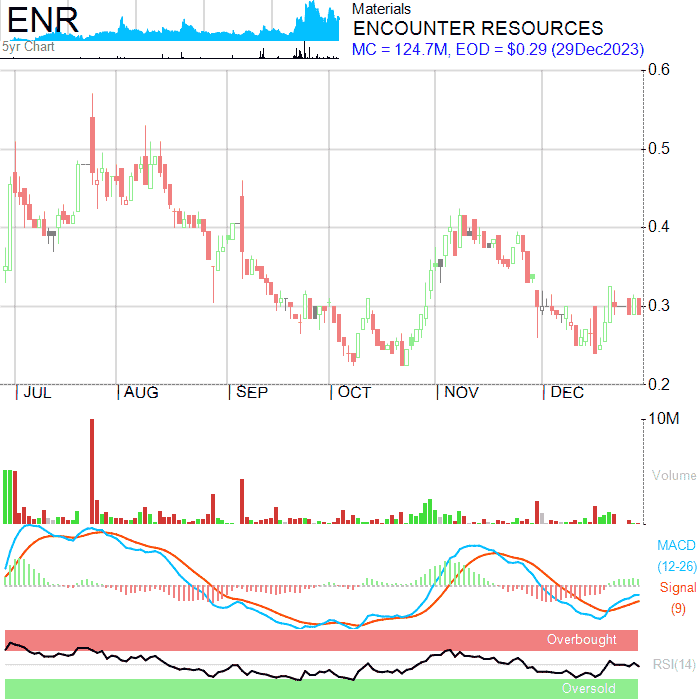 ENR
5yr Chart
Materials
ENCOUNTER RESOURCES
MC = 124.7M, EOD = $0.29 (29Dec2023)
0.6
0.5
0.4
0.3
0.2
JUL AUG SEP OCT NOV DEC
10M
Volume
MACD
(12-26)
Signal
(9)
Overbought
RSI(14)
Oversold